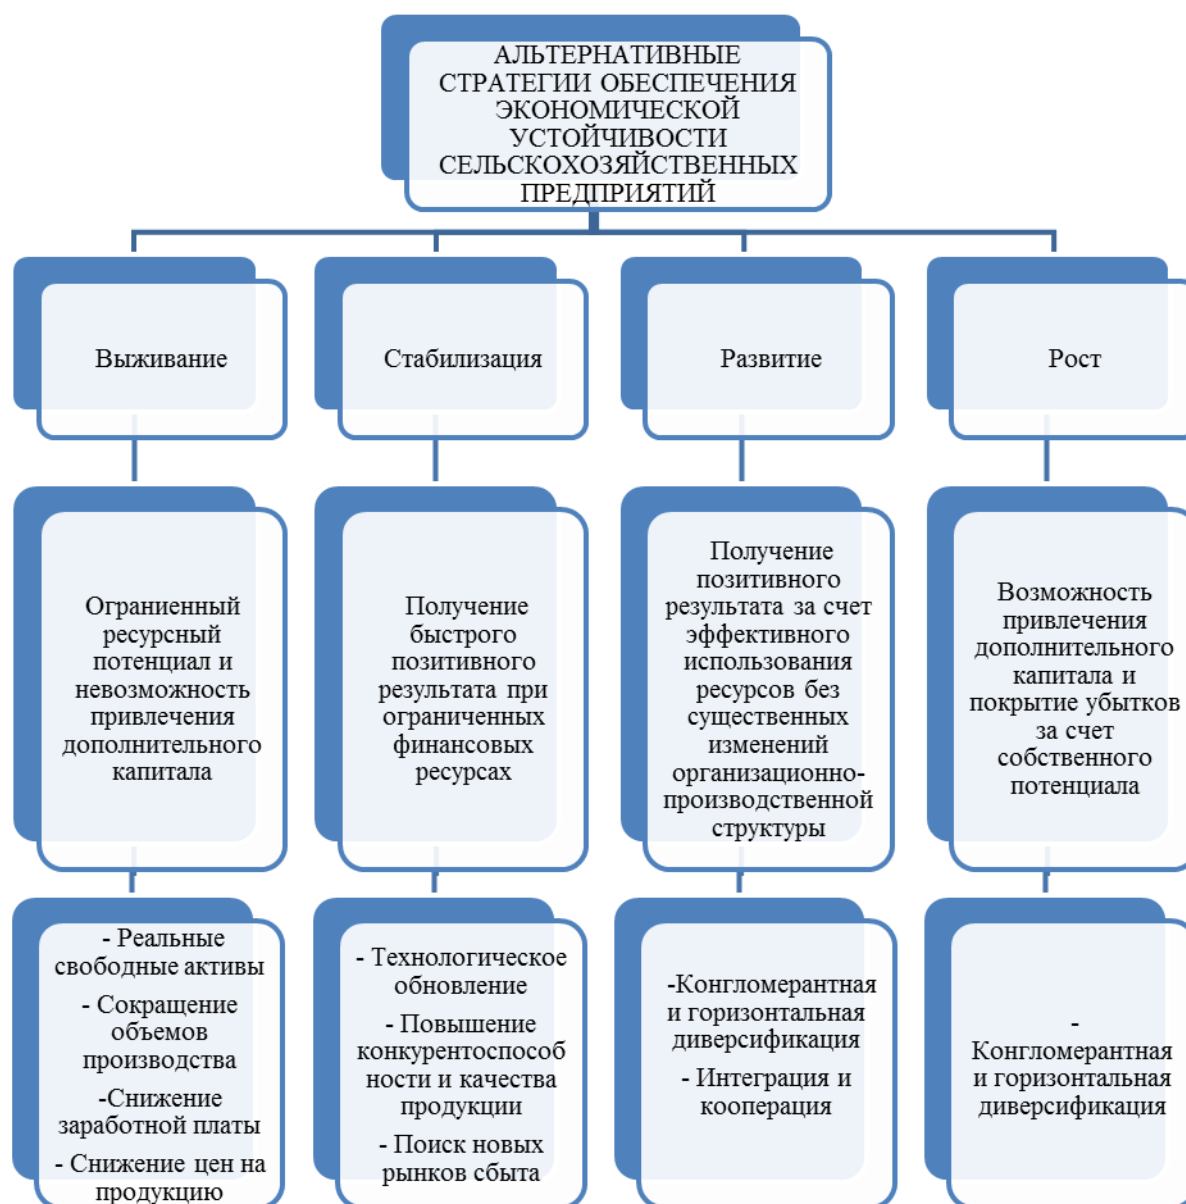 АЛЬТЕРНАТИВНЫЕ
СТРАТЕГИИ ОБЕСПЕЧЕНИЯ
ЭКОНОМИЧЕСКОЙ
УСТОЙЧИВОСТИ
СЕЛЬСКОХОЗЯЙСТВЕННЫХ
ПРЕДПРИЯТИЙ
Выживание
Стабилизация
Развитие
Рост
Ограниенный
ресурсный
потенциал и
невозможность
привлечения
дополнительного
капитала
Получение
быстрого
позитивного
результата при
ограниченных
финансовых
ресурсах
Получение
позитивного
результата за счет
эффективного
использования
ресурсов без
существенных
изменений
организационно-
производственной
структуры
Возможность
привлечения
дополнительного
капитала и
покрытие убытков
за счет
собственного
потенциала
- Реальные
свободные активы
- Сокращение
объемов
производства
-Снижение
заработной платы
- Снижение цен на
продукцию
- Технологическое
обновление
- Повышение
конкурентоспособ
ности и качества
продукции
- Поиск новых
рынков сбыта
-Конгломерантная
и горизонтальная
диверсификация
- Интеграция и
кооперация
-
Конгломерантная
и горизонтальная
диверсификация